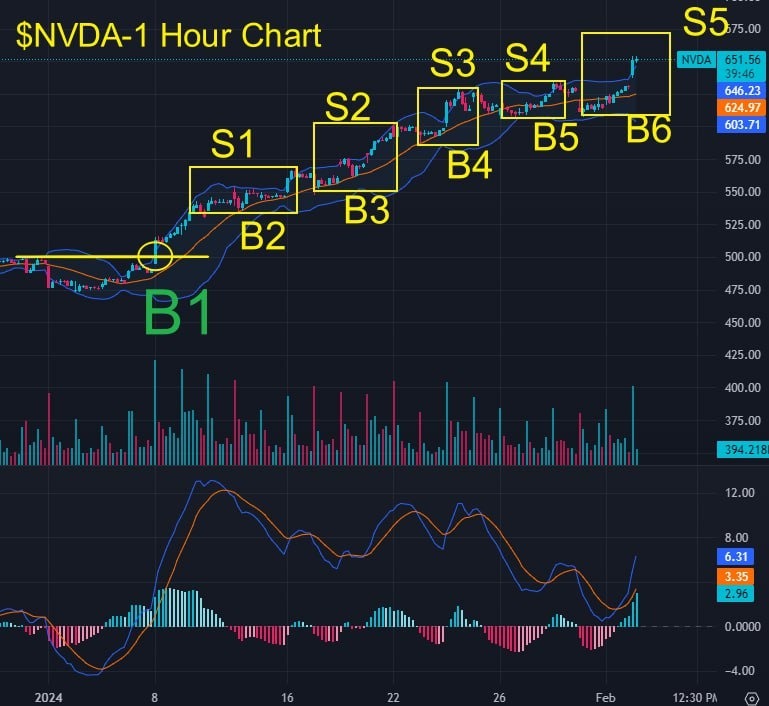 $NVDA-1 Hour Chart
S5
675.00
S3
S4
NVDA 651.56
39:46
646.23
S2
624.97
603.71
B6
S1
B5
B4
575.00
550.00
B3
B2
525.00
500.00
475.00
B1
450.00
425.00
400.00
375.00
394.218
12.00
8.00
6.31
3.35
2.96
0.0000
-4.00
2024 8 16 22 26 Feb 12:30